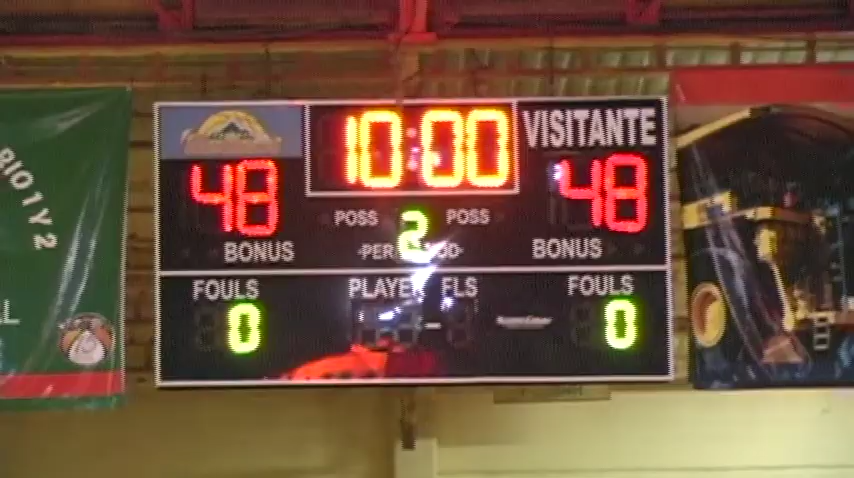 RIO 1 Y 2
10:00
VISITANTE
48
48
POSS
2
POSS
BONUS
BONUS
FOULS
PLAYER
FLS
FOULS
0
0